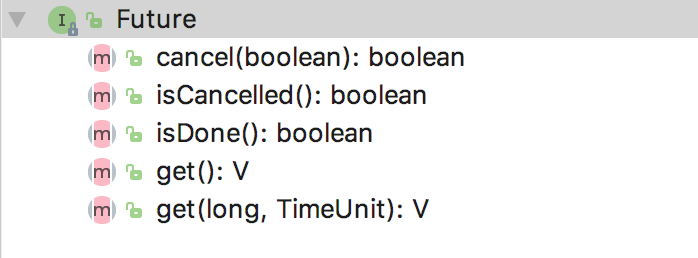 I Future
m cancel(boolean): boolean
m isCancelled(): boolean
m isDone(): boolean
m get(): V
m get(long, TimeUnit): V